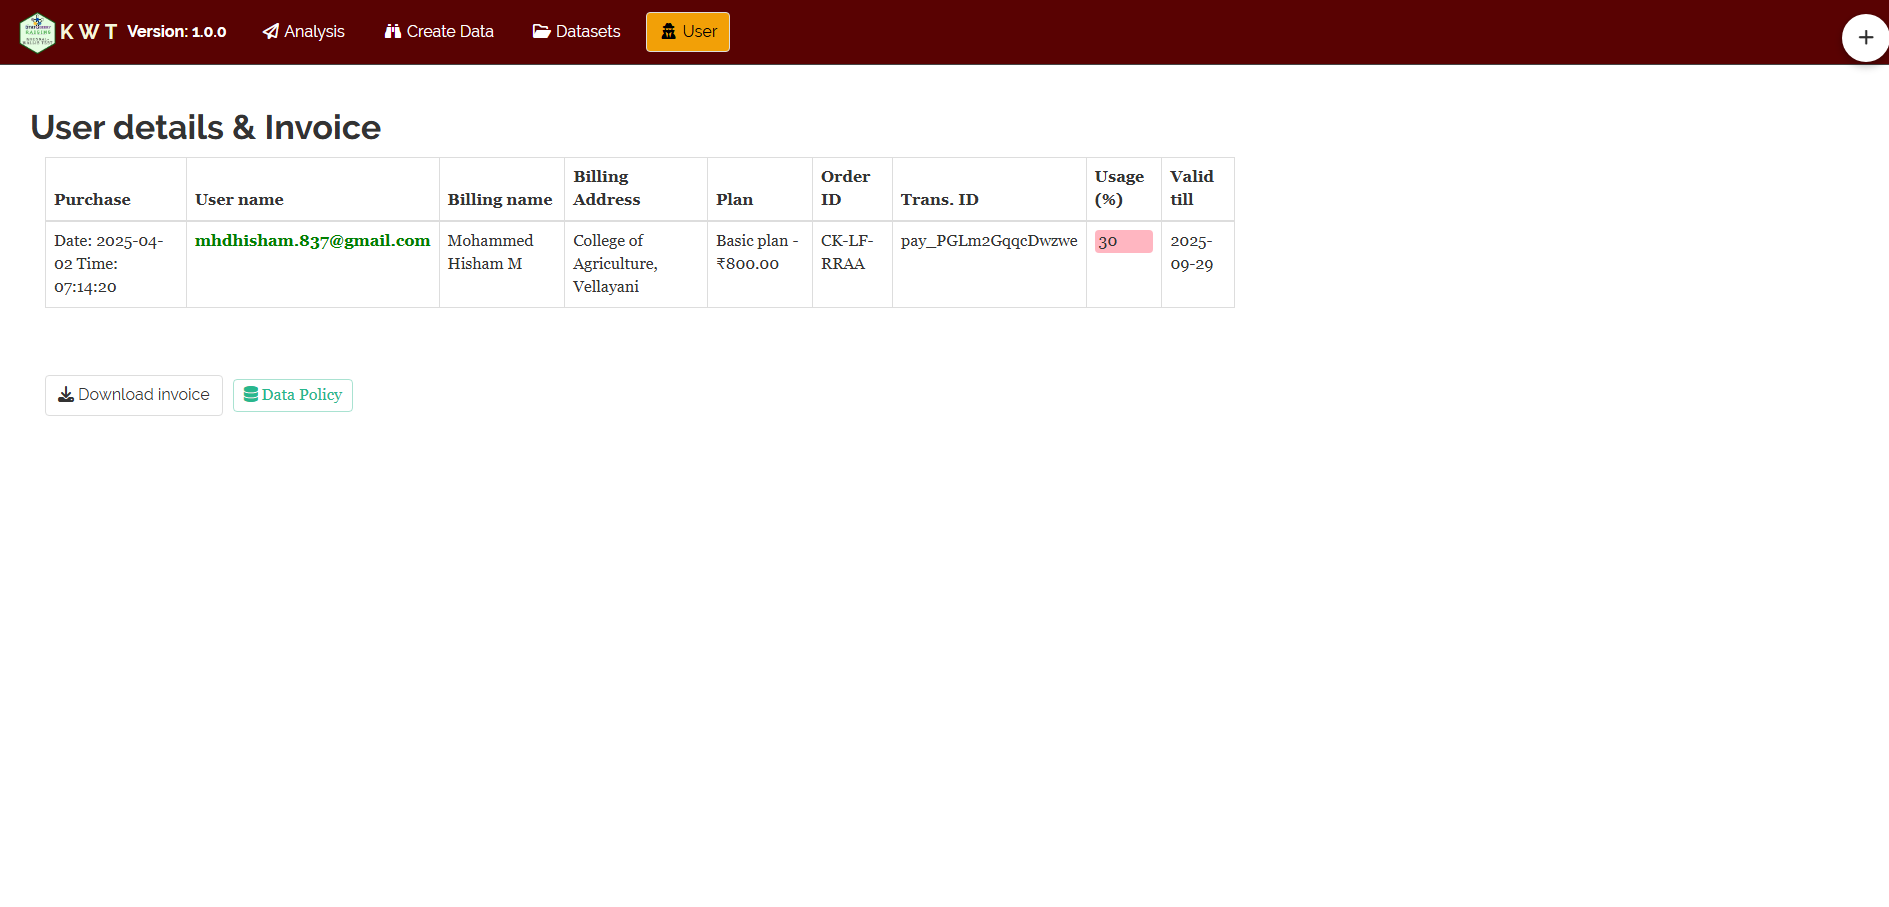 K W T Version: 1.0.0 Analysis Create Data Datasets User
User details & Invoice
Purchase User name Billing name Billing Address Plan Order ID Trans. ID Usage (%) Valid till
Date: 2025-04-02 Time: 07:14:20 mhdhisham.837@gmail.com Mohammed Hisham M College of Agriculture, Vellayani Basic plan - ₹800.00 CK-LF-RRAA pay_PGLm2GqqcDwzwe 30 2025-09-29
Download invoice Data Policy